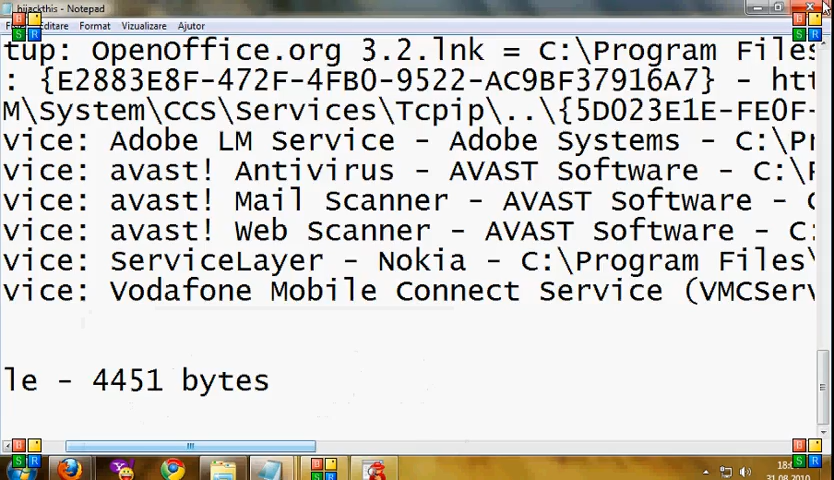 hijackthis - Notepad
Format Vizualizare Ajutor
tup: OpenOffice.org 3.2.lnk = C:\Program Files
: {E2883E8F-472F-4FB0-9522-AC9BF37916A7} - htt
M\System\CCS\Services\Tcpip\..\{5D023E1E-FE0F-
vice: Adobe LM Service - Adobe Systems - C:\Pr
vice: avast! Antivirus - AVAST Software - C:\P
vice: avast! Mail Scanner - AVAST Software - C
vice: avast! Web Scanner - AVAST Software - C:
vice: ServiceLayer - Nokia - C:\Program Files\
vice: Vodafone Mobile Connect Service (VMCServ
le - 4451 bytes
31.08.2010